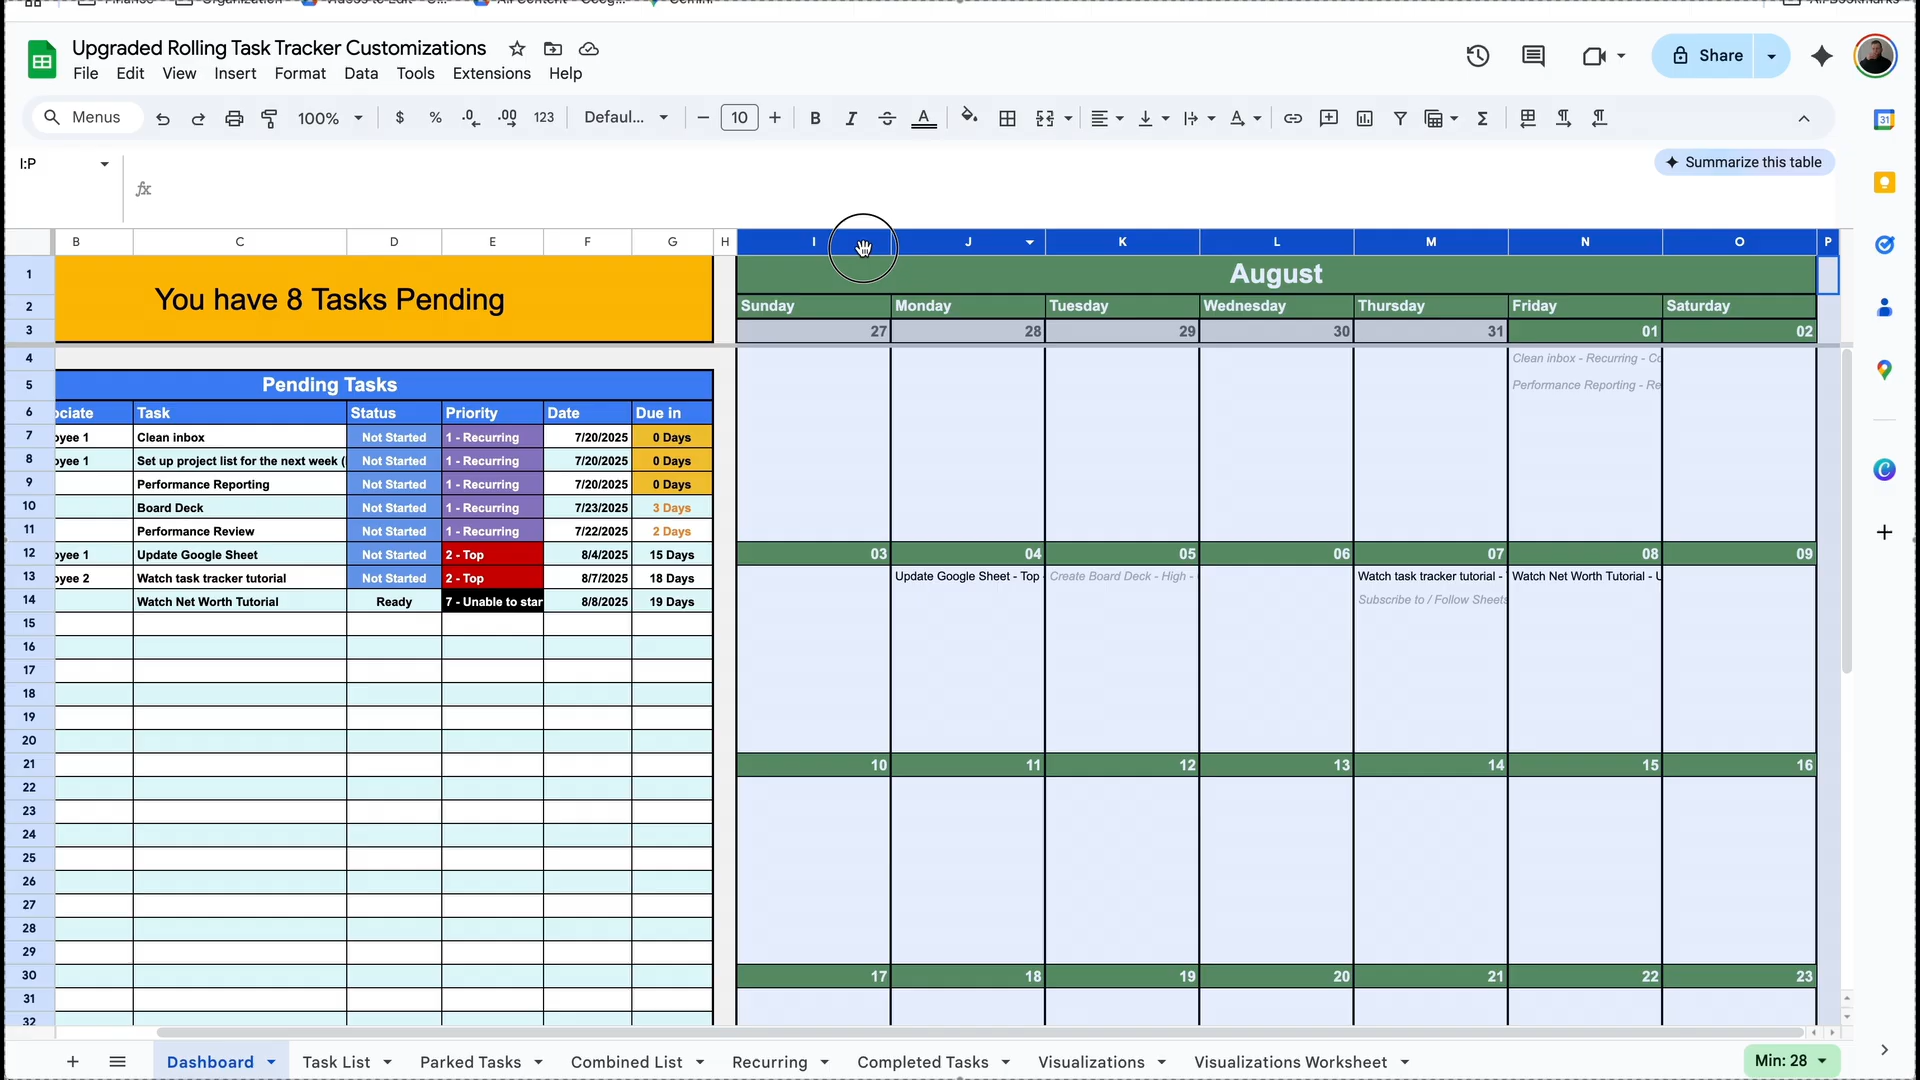 Upgraded Rolling Task Tracker Customizations
File Edit View Insert Format Data Tools Extensions Help
Share
Menus 100% $ % .0 .00 123 Defaul... 10 B I A
I:P
fx
Summarize this table
B C D E F G H I J K L M N O P
1 You have 8 Tasks Pending August
2 Sunday Monday Tuesday Wednesday Thursday Friday Saturday
3 27 28 29 30 31 01 02
4 Clean inbox - Recurring - Co
5 Pending Tasks Performance Reporting - Re
6 ociate Task Status Priority Date Due in
7 oyee 1 Clean inbox Not Started 1 - Recurring 7/20/2025 0 Days
8 oyee 1 Set up project list for the next week ( Not Started 1 - Recurring 7/20/2025 0 Days
9 Performance Reporting Not Started 1 - Recurring 7/20/2025 0 Days
10 Board Deck Not Started 1 - Recurring 7/23/2025 3 Days
11 Performance Review Not Started 1 - Recurring 7/22/2025 2 Days
12 oyee 1 Update Google Sheet Not Started 2 - Top 8/4/2025 15 Days 03 04 05 06 07 08 09
13 oyee 2 Watch task tracker tutorial Not Started 2 - Top 8/7/2025 18 Days Update Google Sheet - Top Create Board Deck - High - Watch task tracker tutorial - Watch Net Worth Tutorial - U
14 Watch Net Worth Tutorial Ready 7 - Unable to star 8/8/2025 19 Days Subscribe to / Follow Sheets
15
16
17
18
19
20
21 10 11 12 13 14 15 16
22
23
24
25
26
27
28
29
30 17 18 19 20 21 22 23
31
32
Dashboard Task List Parked Tasks Combined List Recurring Completed Tasks Visualizations Visualizations Worksheet Min: 28